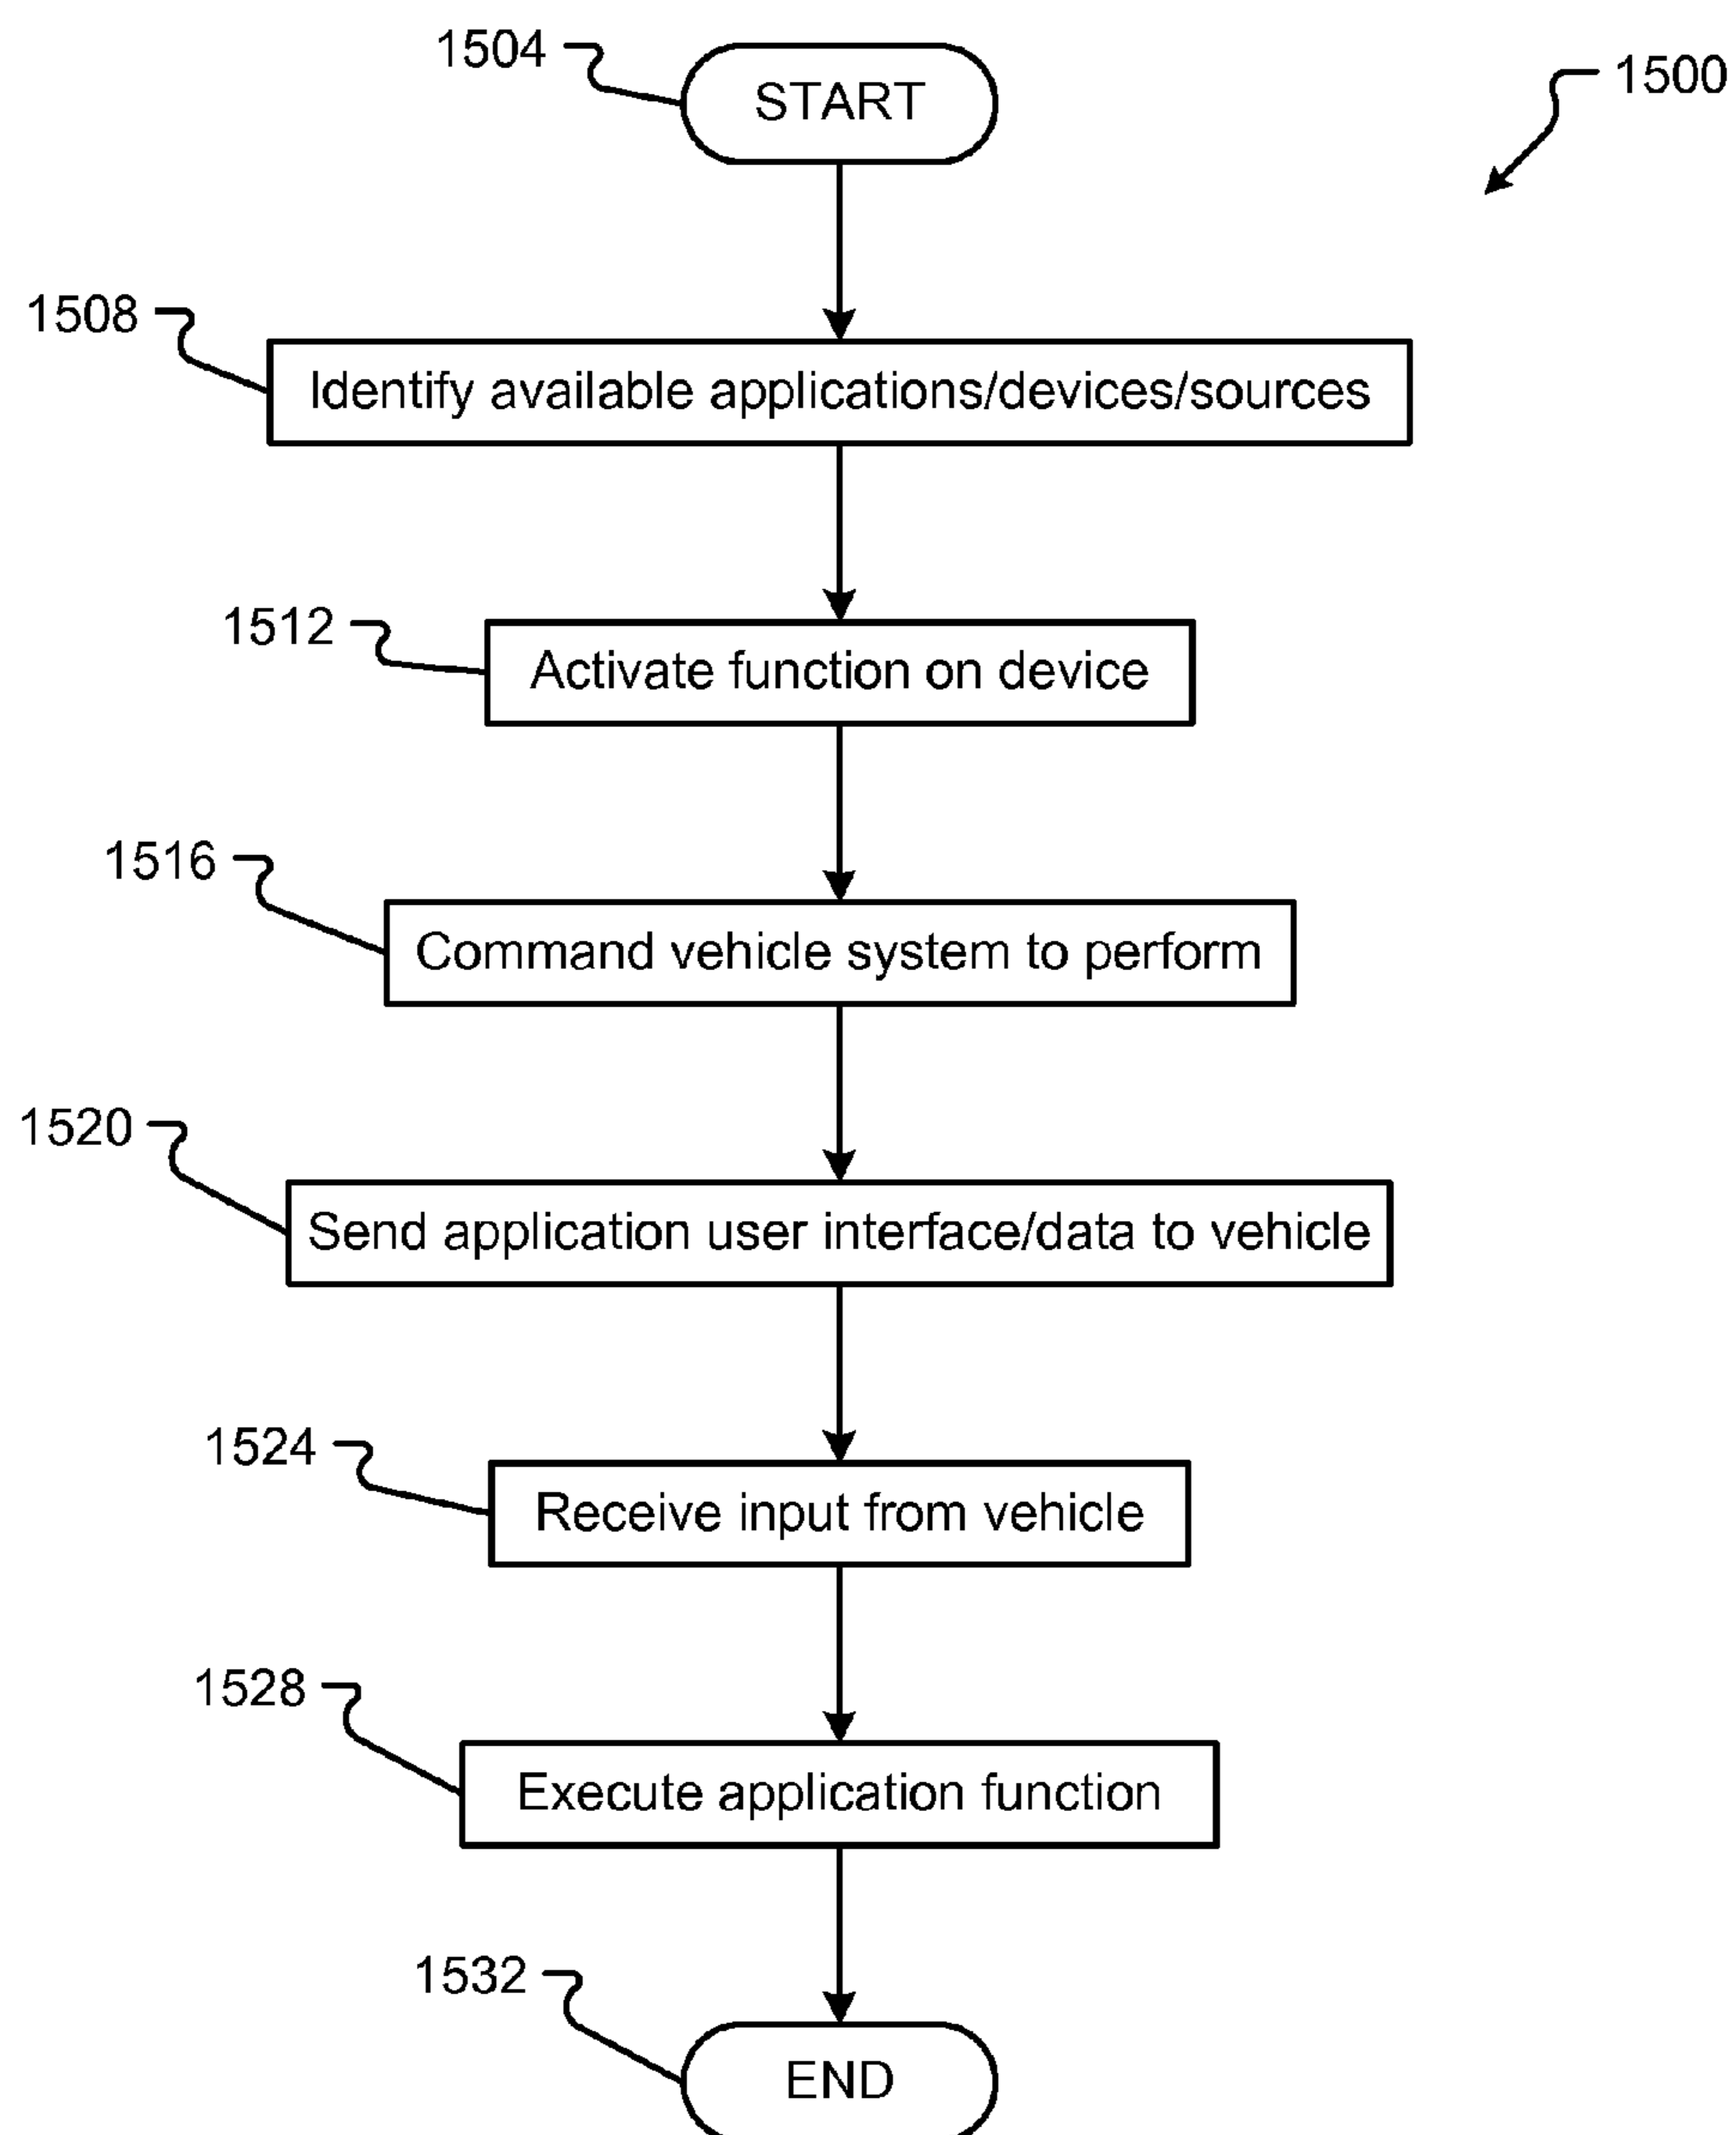 1504
START
1500
1508
Identify available applications/devices/sources
1512
Activate function on device
1516
Command vehicle system to perform
1520
Send application user interface/data to vehicle
1524
Receive input from vehicle
1528
Execute application function
1532
END